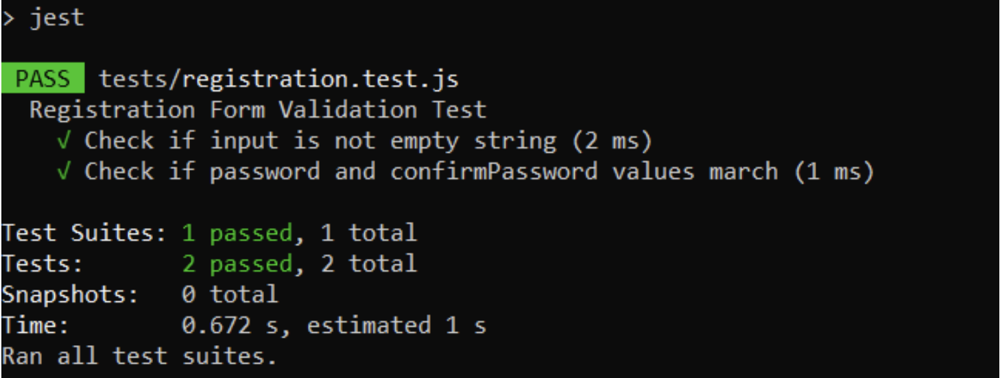 > jest
PASS tests/registration.test.js
Registration Form Validation Test
√ Check if input is not empty string (2 ms)
√ Check if password and confirmPassword values march (1 ms)
Test Suites: 1 passed, 1 total
Tests: 2 passed, 2 total
Snapshots: 0 total
Time: 0.672 s, estimated 1 s
Ran all test suites.